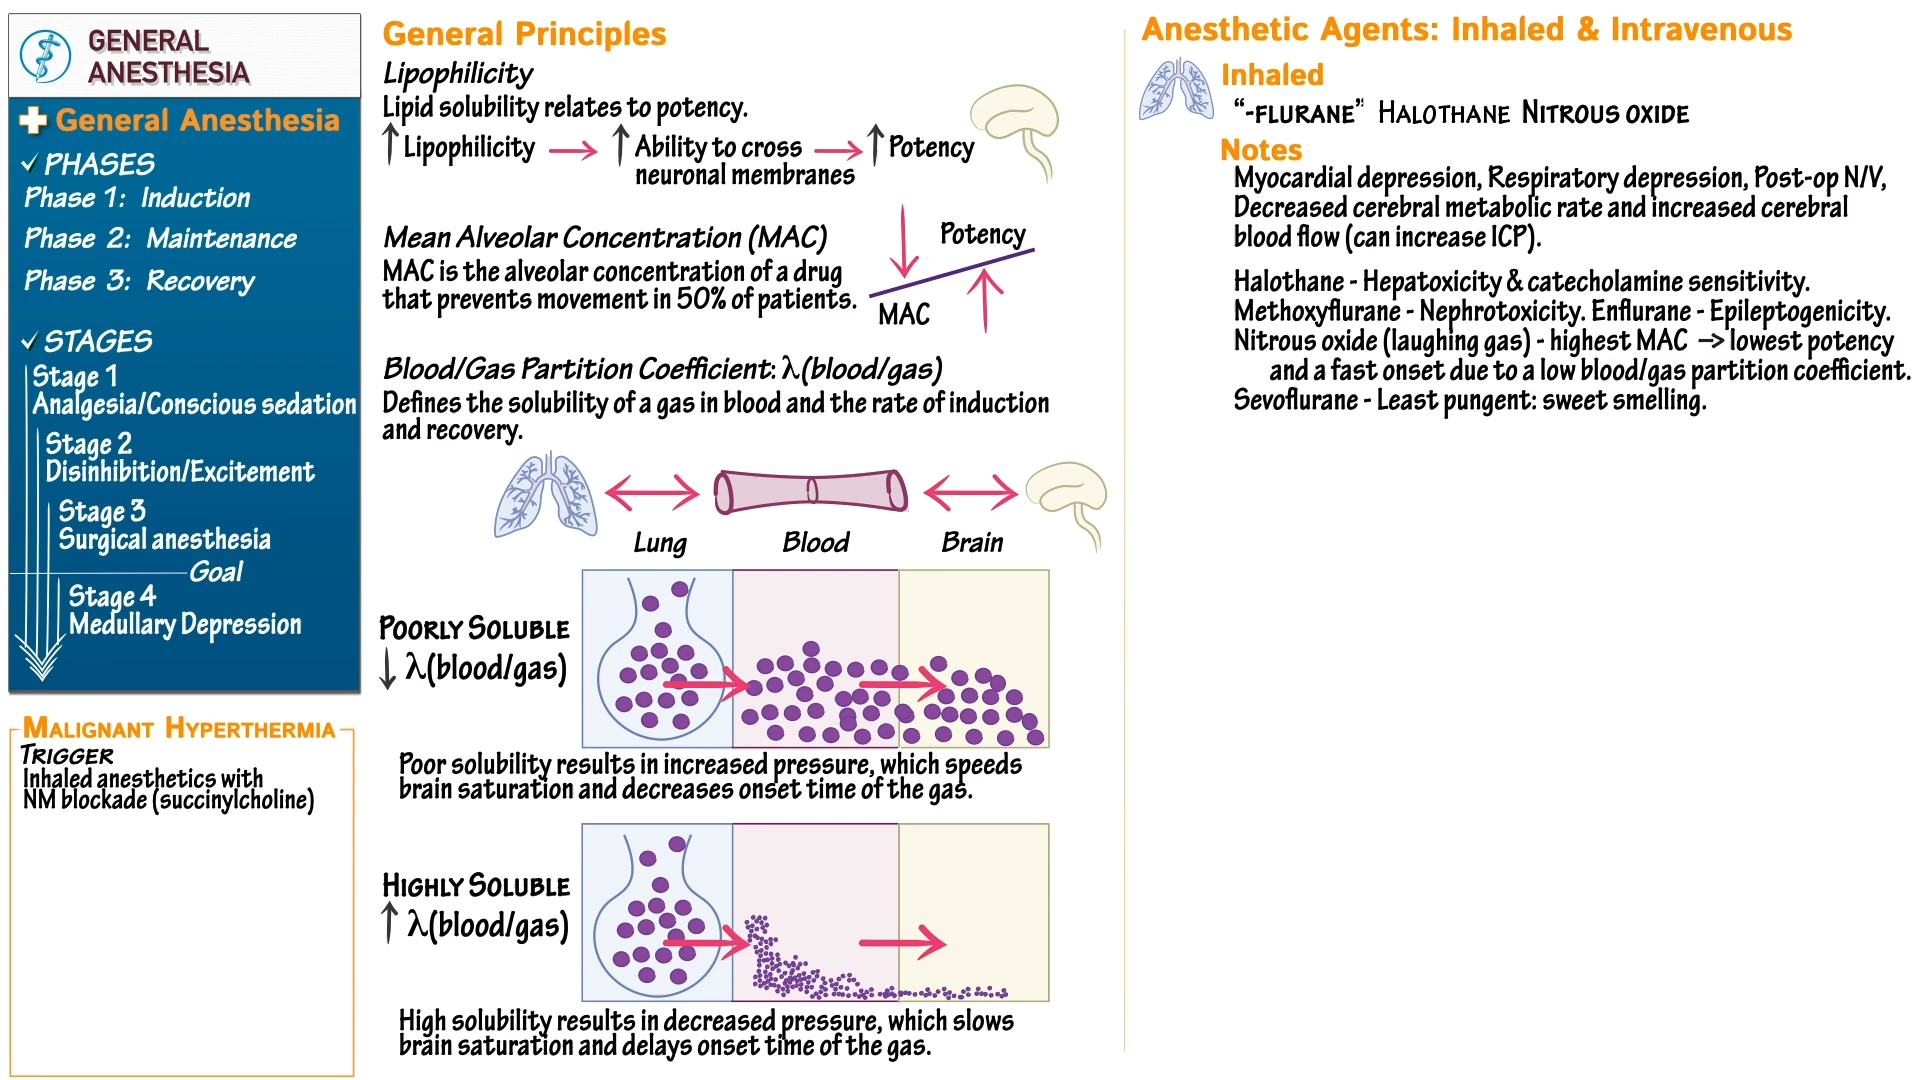 GENERAL
ANESTHESIA
General Anesthesia
✓ PHASES
Phase 1: Induction
Phase 2: Maintenance
Phase 3: Recovery
✓ STAGES
Stage 1
Analgesia/Conscious sedation
Stage 2
Disinhibition/Excitement
Stage 3
Surgical anesthesia
Goal
Stage 4
Medullary Depression
MALIGNANT HYPERTHERMIA
TRIGGER
Inhaled anesthetics with
NM blockade (succinylcholine)
General Principles
Lipophilicity
Lipid solubility relates to potency.
↑ Lipophilicity → ↑ Ability to cross → ↑ Potency
neuronal membranes
Mean Alveolar Concentration (MAC)
MAC is the alveolar concentration of a drug
that prevents movement in 50% of patients.
Potency
MAC
Blood/Gas Partition Coefficient: λ(blood/gas)
Defines the solubility of a gas in blood and the rate of induction
and recovery.
Lung Blood Brain
POORLY SOLUBLE
↓ λ(blood/gas)
Poor solubility results in increased pressure, which speeds
brain saturation and decreases onset time of the gas.
HIGHLY SOLUBLE
↑ λ(blood/gas)
High solubility results in decreased pressure, which slows
brain saturation and delays onset time of the gas.
Anesthetic Agents: Inhaled & Intravenous
Inhaled
“-FLURANE” HALOTHANE NITROUS OXIDE
Notes
Myocardial depression, Respiratory depression, Post-op N/V,
Decreased cerebral metabolic rate and increased cerebral
blood flow (can increase ICP).
Halothane - Hepatoxicity & catecholamine sensitivity.
Methoxyflurane - Nephrotoxicity. Enflurane - Epileptogenicity.
Nitrous oxide (laughing gas) - highest MAC → lowest potency
and a fast onset due to a low blood/gas partition coefficient.
Sevoflurane - Least pungent: sweet smelling.